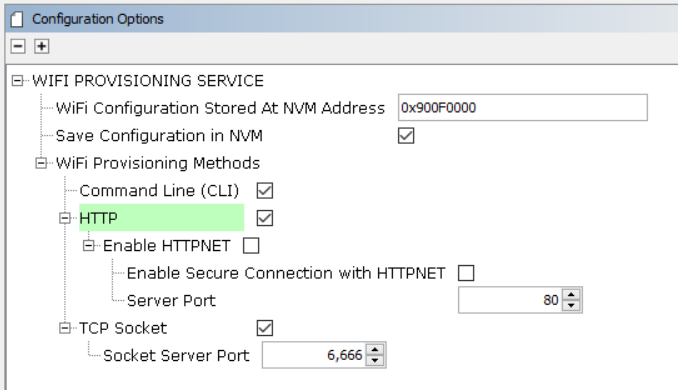 Configuration Options
WIFI PROVISIONING SERVICE
WiFi Configuration Stored At NVM Address 0x900F0000
Save Configuration in NVM
WiFi Provisioning Methods
Command Line (CLI)
HTTP
Enable HTTPNET
Enable Secure Connection with HTTPNET
Server Port 80
TCP Socket
Socket Server Port 6,666